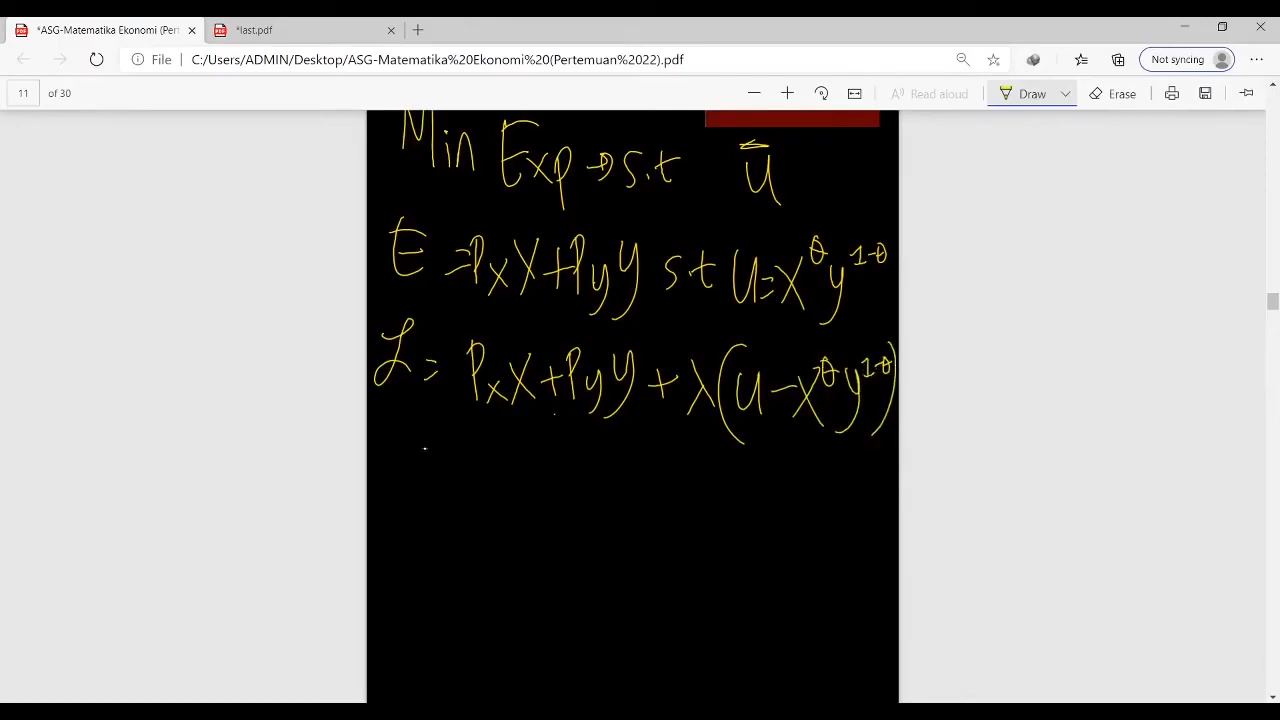 *ASG-Matematika Ekonomi (Pert
*last.pdf
File
C:/Users/ADMIN/Desktop/ASG-Matematika%20Ekonomi%20(Pertemuan%2022).pdf
Not syncing
11 of 30
Read aloud
Draw
Erase
Min Exp → s.t ū
E = PxX + PyY s.t U = X^θ y^1-θ
ℒ = PxX + PyY + λ(U - X^θ y^1-θ)